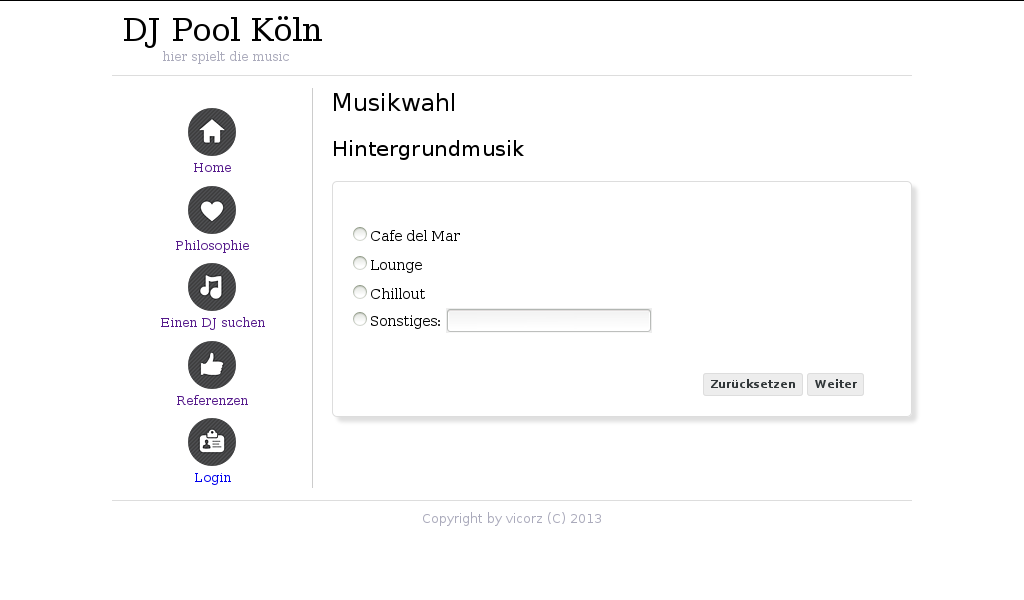 DJ Pool Köln
hier spielt die music
Home
Philosophie
Einen DJ suchen
Referenzen
Login
Musikwahl
Hintergrundmusik
Cafe del Mar
Lounge
Chillout
Sonstiges:
Zurücksetzen Weiter
Copyright by vicorz (C) 2013